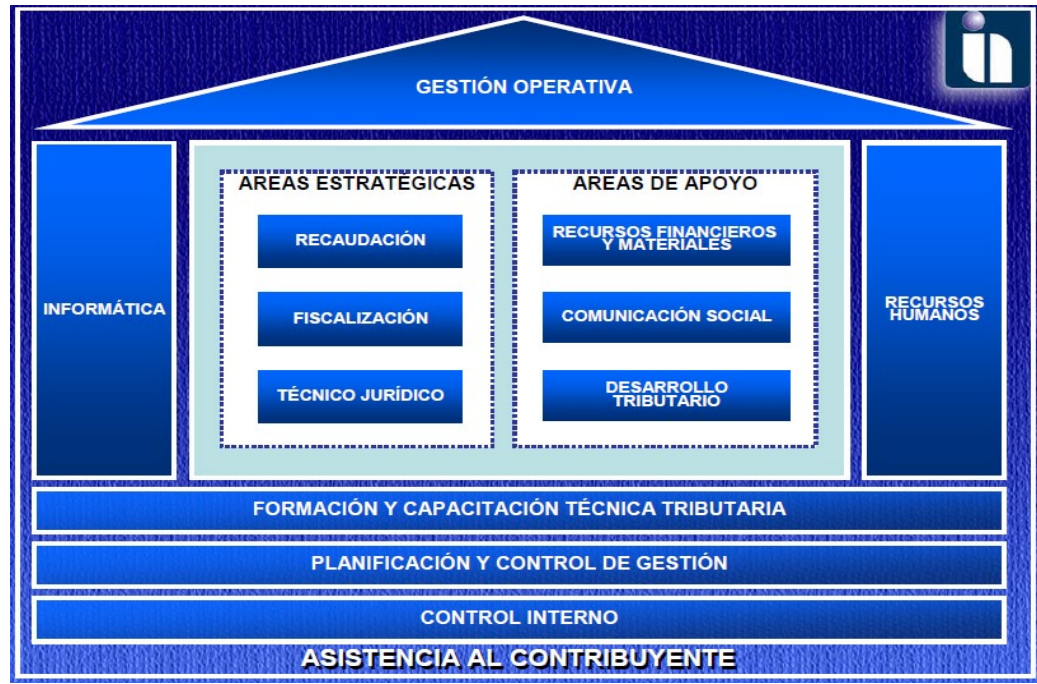 in
GESTIÓN OPERATIVA
INFORMÁTICA
AREAS ESTRATÉGICAS
RECAUDACIÓN
FISCALIZACIÓN
TÉCNICO JURÍDICO
AREAS DE APOYO
RECURSOS FINANCIEROS
Y MATERIALES
COMUNICACIÓN SOCIAL
DESARROLLO
TRIBUTARIO
RECURSOS
HUMANOS
FORMACIÓN Y CAPACITACIÓN TÉCNICA TRIBUTARIA
PLANIFICACIÓN Y CONTROL DE GESTIÓN
CONTROL INTERNO
ASISTENCIA AL CONTRIBUYENTE